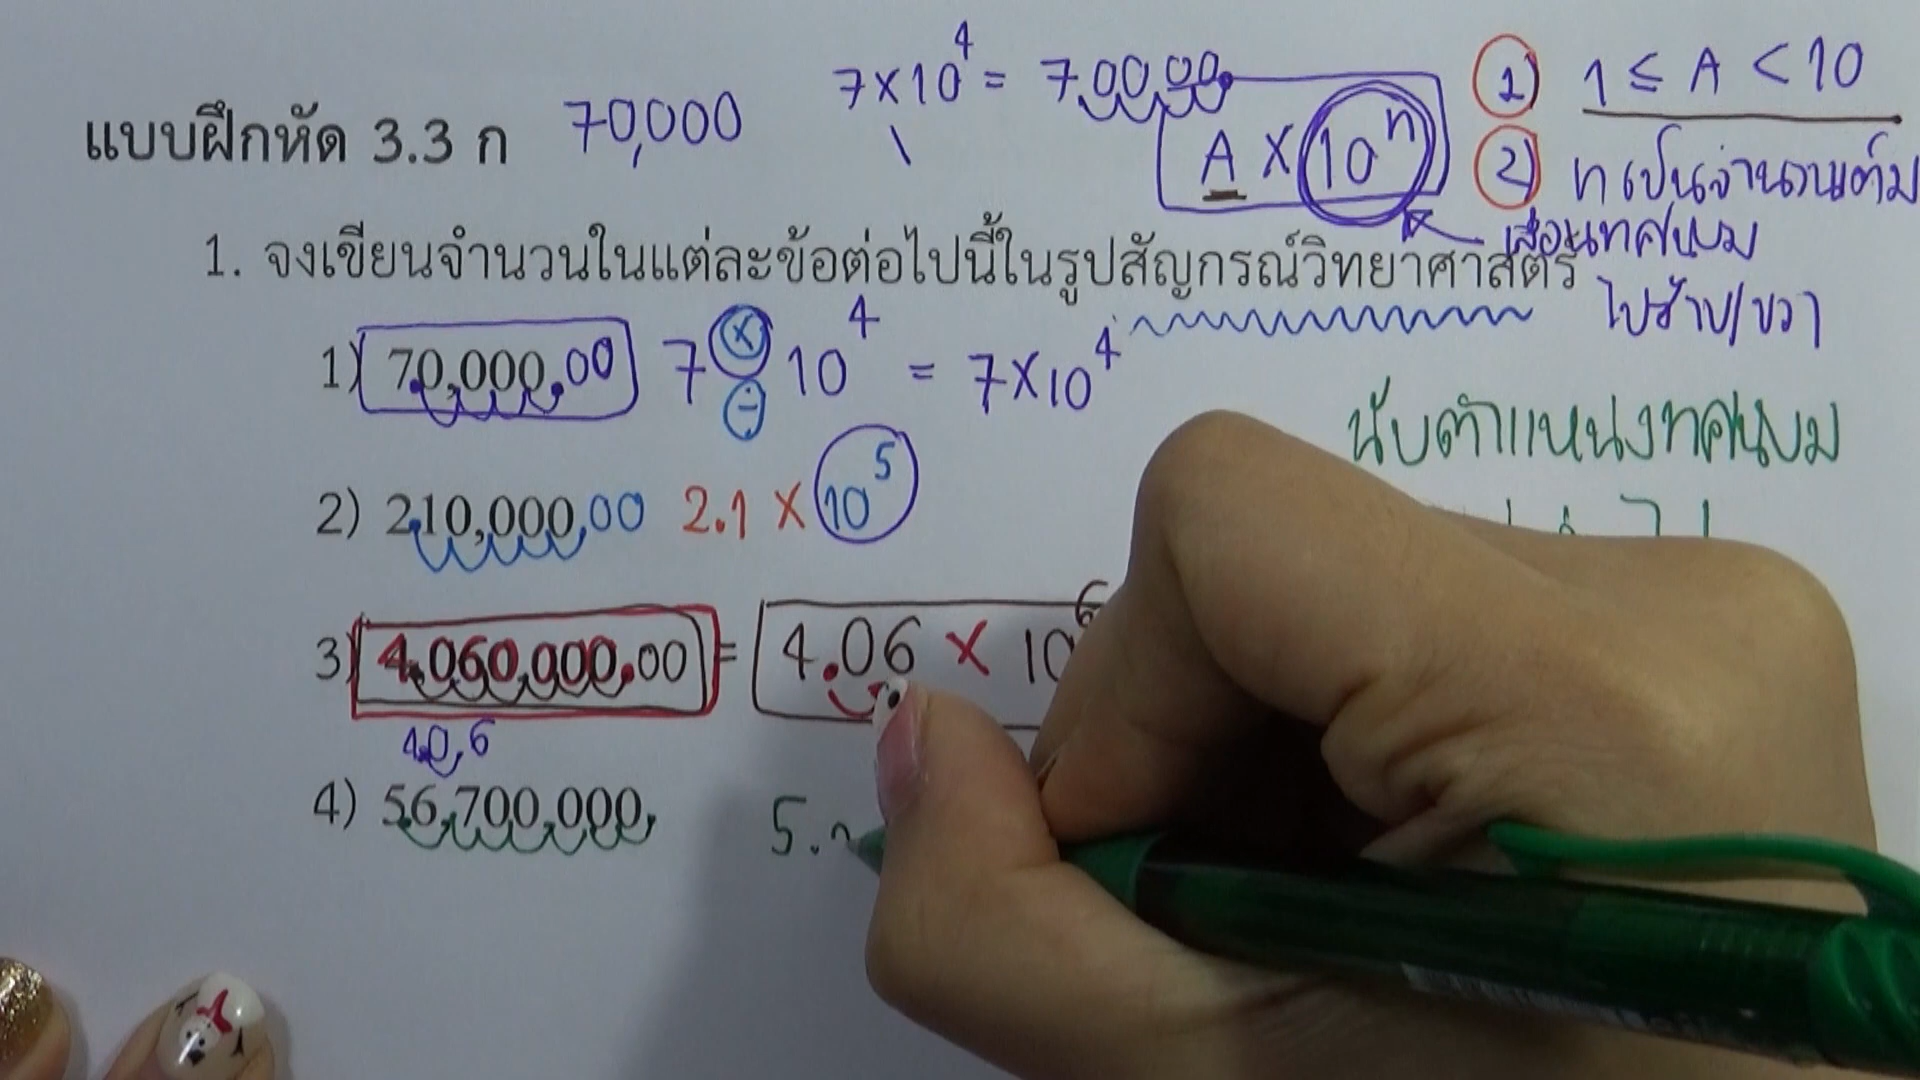 7×10⁴ = 70000
1) 1 ≤ A < 10
แบบฝึกหัด 3.3 ก 70,000
A × 10ⁿ
2) n เป็นจำนวนเต็ม
เลื่อนทศนิยม
1. จงเขียนจำนวนในแต่ละข้อต่อไปนี้ในรูปสัญกรณ์วิทยาศาสตร์
ไปซ้าย/ขวา
1) 70,000.00 7 × 10⁴ = 7×10⁴
÷
นับตำแหน่งทศนิยม
2) 210,000.00 2.1 × 10⁵
3) 4,060,000.00 = 4.06 × 10⁶
40.6
4) 56,700,000. 5.